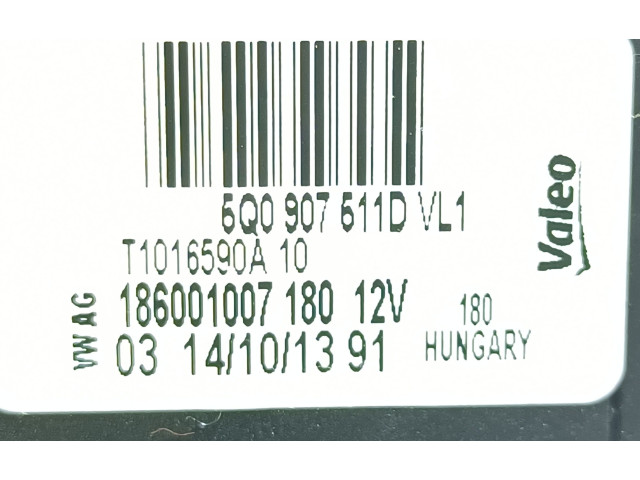 5Q0 907 511D VL1
T1016590A 10
186001007 180 12V
03 14/10/13 91
VW AG
180
HUNGARY
Valeo